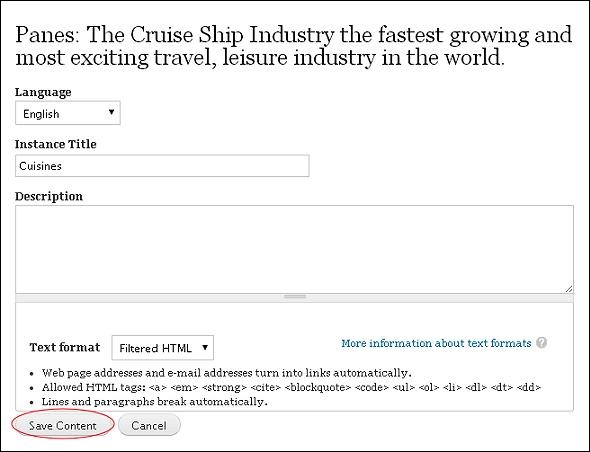 Panes: The Cruise Ship Industry the fastest growing and
most exciting travel, leisure industry in the world.
Language
English
Instance Title
Cuisines
Description
Text format Filtered HTML More information about text formats ?
Web page addresses and e-mail addresses turn into links automatically.
Allowed HTML tags: <a> <em> <strong> <cite> <blockquote> <code> <ul> <ol> <li> <dl> <dt> <dd>
Lines and paragraphs break automatically.
Save Content Cancel